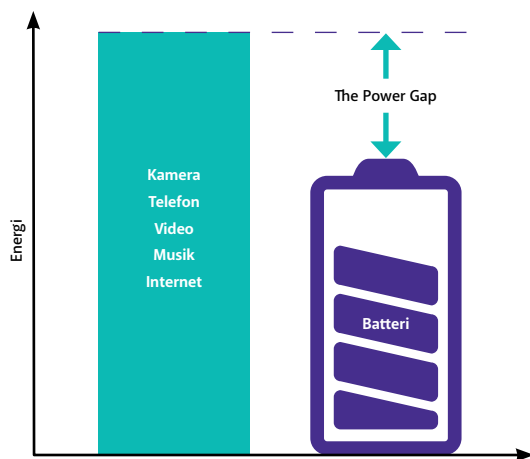 The Power Gap
Kamera
Telefon
Video
Musik
Internet
Energi
Batteri